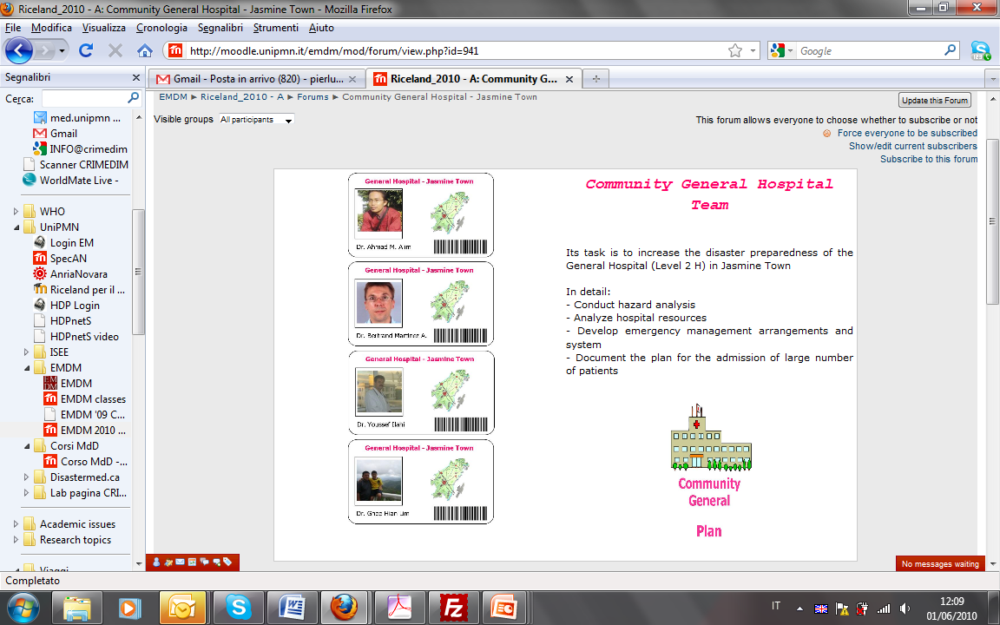 Riceland_2010 - A: Community General Hospital - Jasmine Town - Mozilla Firefox
File Modifica Visualizza Cronologia Segnalibri Strumenti Aiuto
http://moodle.unipmn.it/emdm/mod/forum/view.php?id=941
Google
Segnalibri
Gmail - Posta in arrivo (820) - pierlu...
Riceland_2010 - A: Community G...
Cerca:
med.unipmn ...
Gmail
INFO@crimedim
Scanner CRIMEDIM
WorldMate Live -
WHO
UniPMN
Login EM
SpecAN
AnriaNovara
Riceland per il ...
HDP Login
HDPnetS
HDPnetS video
ISEE
EMDM
EMDM
EMDM classes
EMDM '09 C...
EMDM 2010 ...
Corsi MdD
Corso MdD -...
Disastermed.ca
Lab pagina CRI...
Academic issues
Research topics
Viaggi
EMDM ► Riceland_2010 - A ► Forums ► Community General Hospital - Jasmine Town
Update this Forum
Visible groups All participants
This forum allows everyone to choose whether to subscribe or not
Force everyone to be subscribed
Show/edit current subscribers
Subscribe to this forum
General Hospital - Jasmine Town
Dr. Ahmad M. Alim
General Hospital - Jasmine Town
Dr. Bertrand Martinez A.
General Hospital - Jasmine Town
Dr. Youssef Ilahi
General Hospital - Jasmine Town
Dr. Ghee Hian Lim
Community General Hospital
Team
Its task is to increase the disaster preparedness of the
General Hospital (Level 2 H) in Jasmine Town
In detail:
- Conduct hazard analysis
- Analyze hospital resources
- Develop emergency management arrangements and
system
- Document the plan for the admission of large number
of patients
Community
General
Plan
No messages waiting
Completato
IT
12:09
01/06/2010